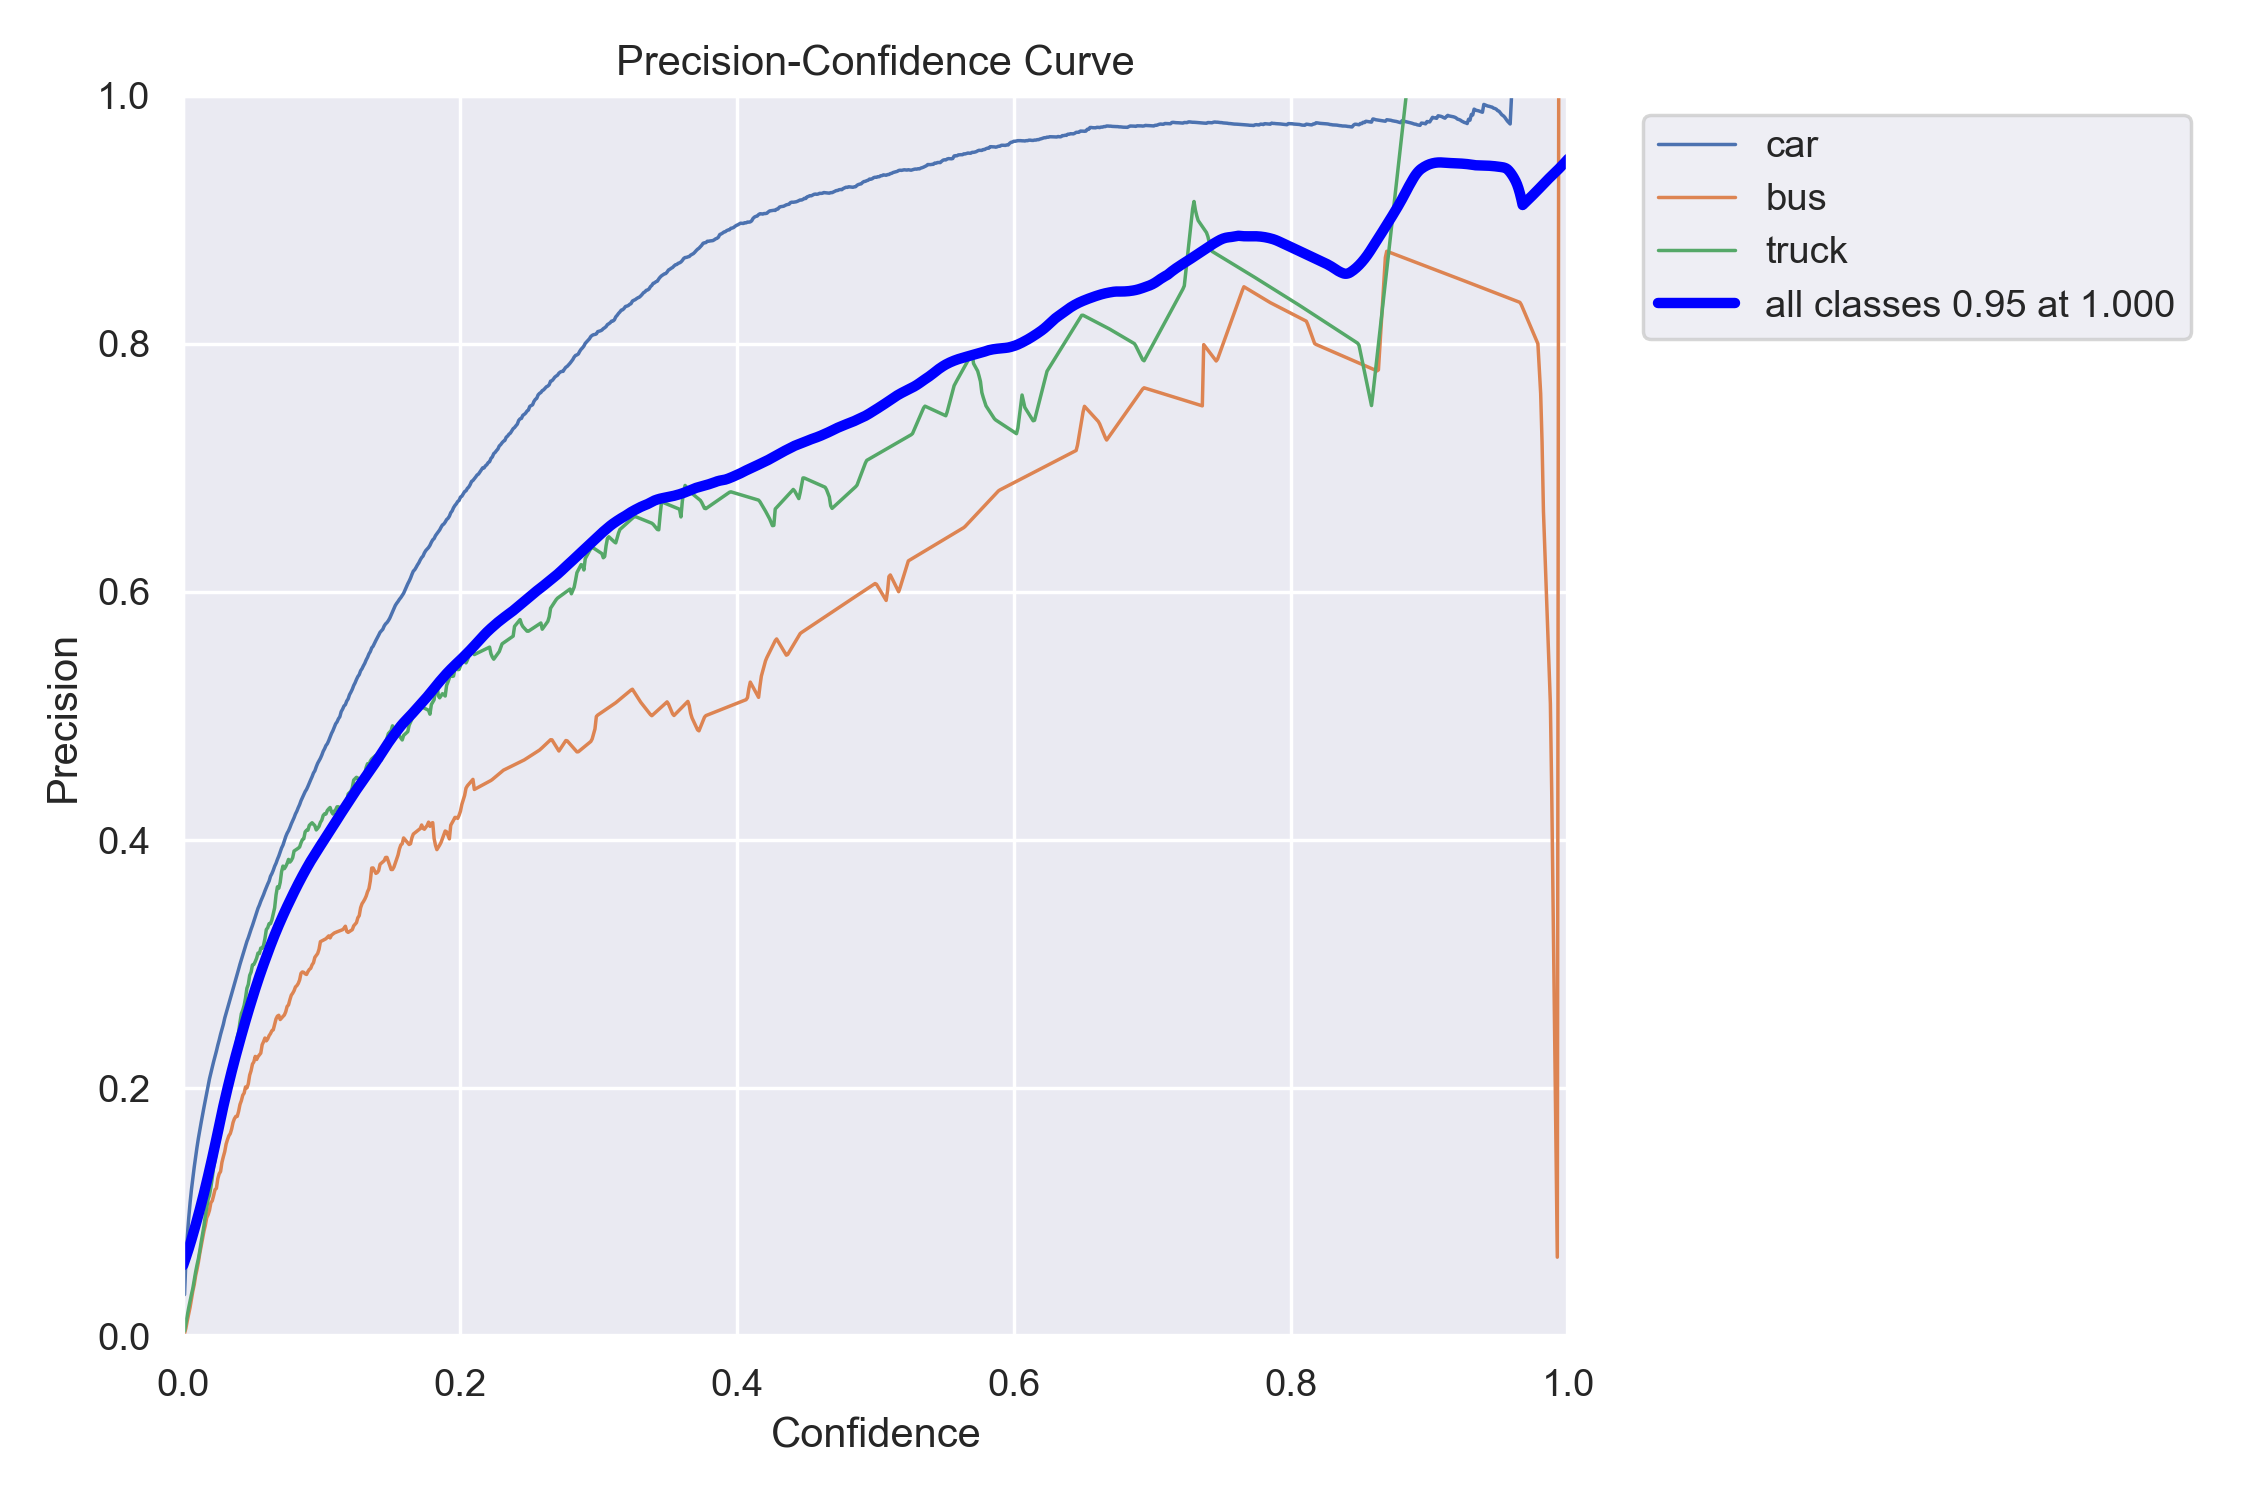 Precision-Confidence Curve
1.0
0.8
0.6
0.4
0.2
0.0
Precision
0.0 0.2 0.4 0.6 0.8 1.0
Confidence
car
bus
truck
all classes 0.95 at 1.000